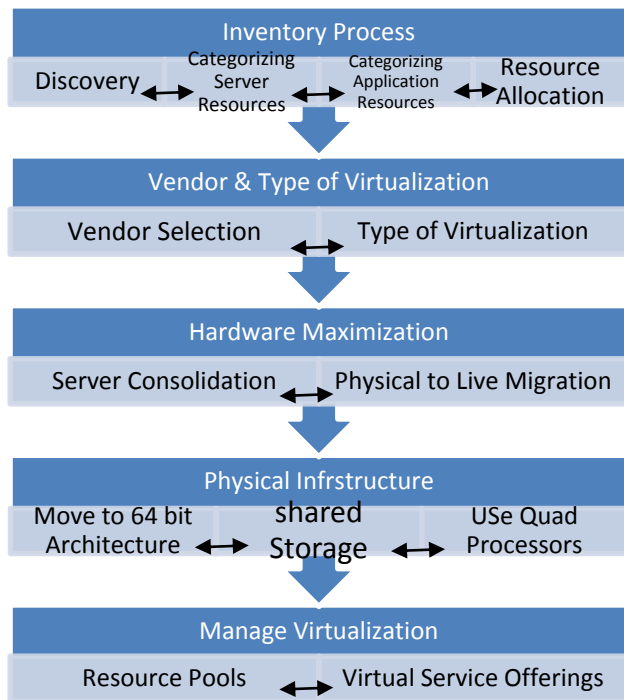 Inventory Process
Discovery
Categorizing
Server
Resources
Categorizing
Application
Resources
Resource
Allocation
Vendor & Type of Virtualization
Vendor Selection
Type of Virtualization
Hardware Maximization
Server Consolidation
Physical to Live Migration
Physical Infrstructure
Move to 64 bit
Architecture
shared
Storage
USe Quad
Processors
Manage Virtualization
Resource Pools
Virtual Service Offerings